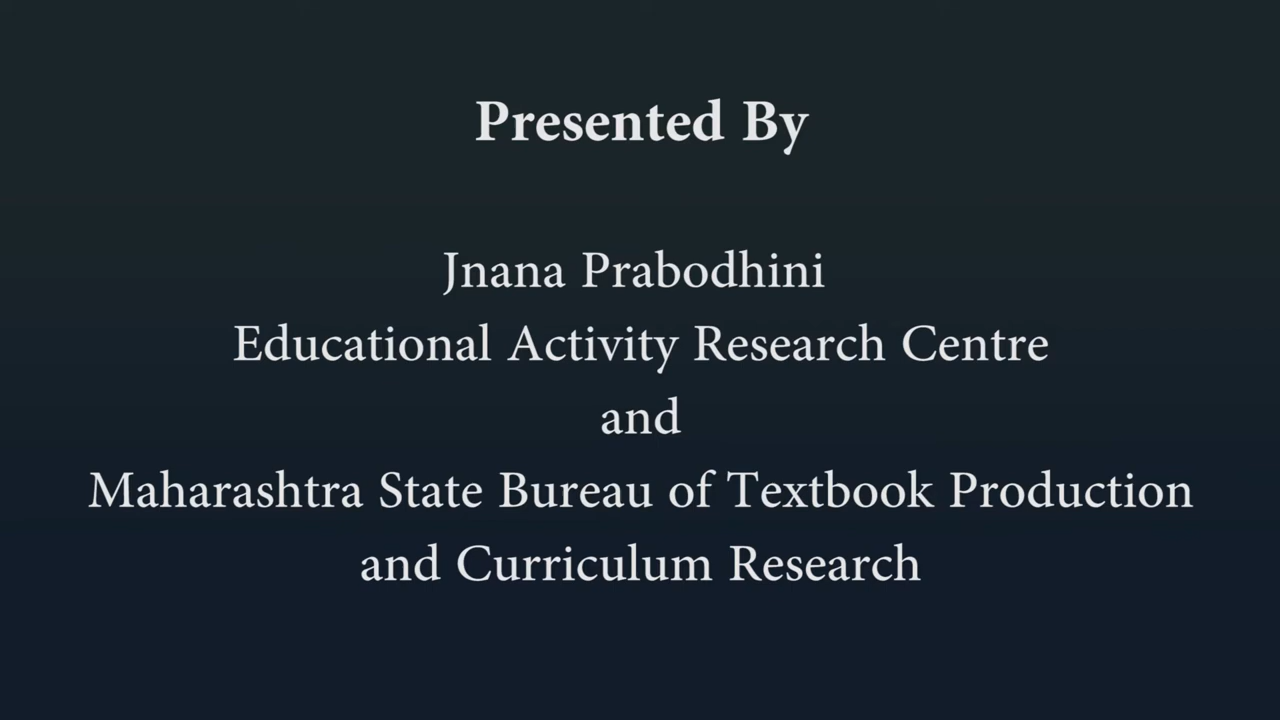 Presented By
Jnana Prabodhini
Educational Activity Research Centre
and
Maharashtra State Bureau of Textbook Production
and Curriculum Research